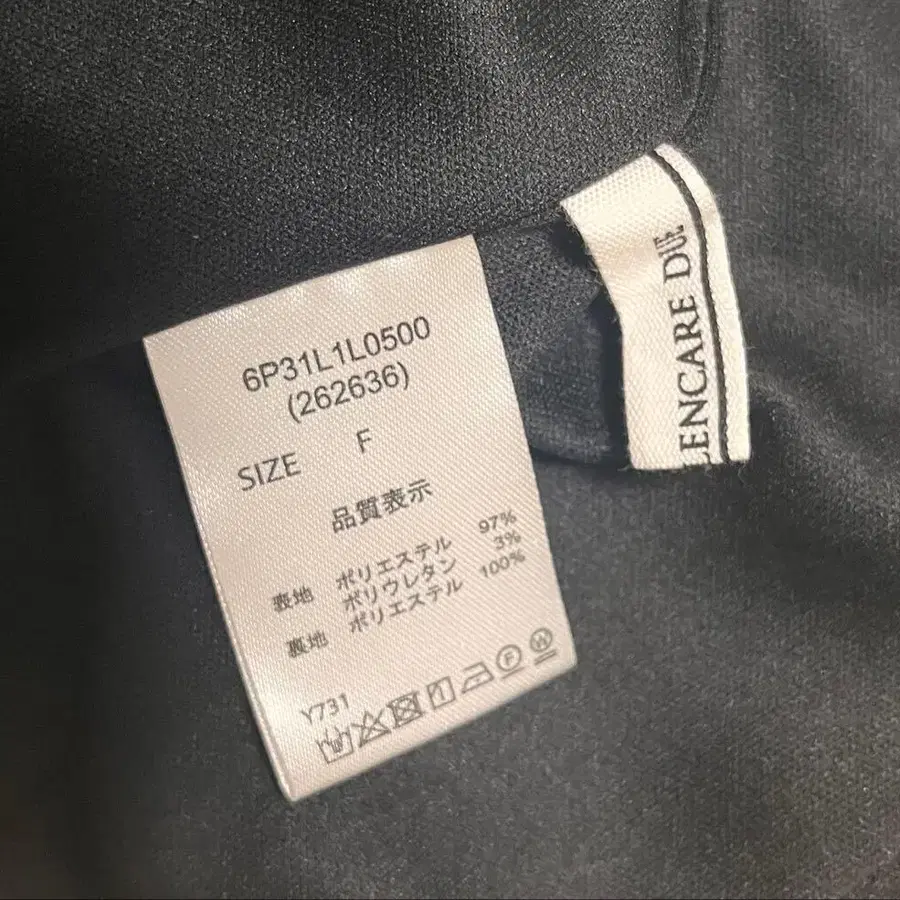 6P31L1L0500
(262636)
SIZE F
品質表示
表地 ポリエステル 97%
ポリウレタン 3%
裏地 ポリエステル 100%
Y731
F
W
LENCARE